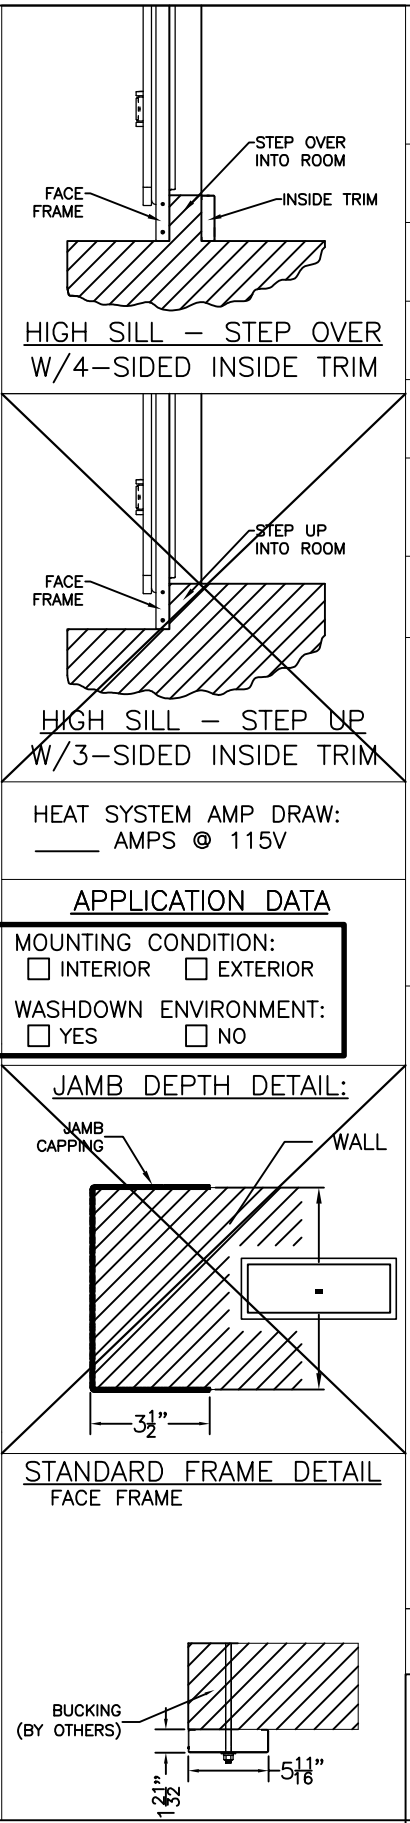 STEP OVER
INTO ROOM
FACE
FRAME
INSIDE TRIM
HIGH SILL – STEP OVER
W/4–SIDED INSIDE TRIM
STEP UP
INTO ROOM
FACE
FRAME
HIGH SILL – STEP UP
W/3–SIDED INSIDE TRIM
HEAT SYSTEM AMP DRAW:
_____ AMPS @ 115V
APPLICATION DATA
MOUNTING CONDITION:
☐ INTERIOR ☐ EXTERIOR
WASHDOWN ENVIRONMENT:
☐ YES ☐ NO
JAMB DEPTH DETAIL:
JAMB
CAPPING
WALL
3 1/2"
STANDARD FRAME DETAIL
FACE FRAME
BUCKING
(BY OTHERS)
5 11/16"
1 21/32"